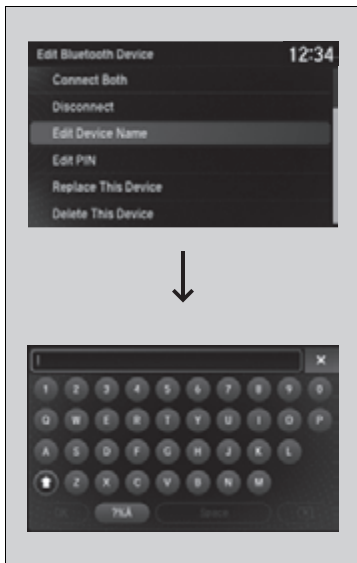 Edit Bluetooth Device 12:34
Connect Both
Disconnect
Edit Device Name
Edit PIN
Replace This Device
Delete This Device
1 2 3 4 5 6 7 8 9 0
Q W E R T Y U I O P
A S D F G H J K L
Z X C V B N M
OK ?%Å Space